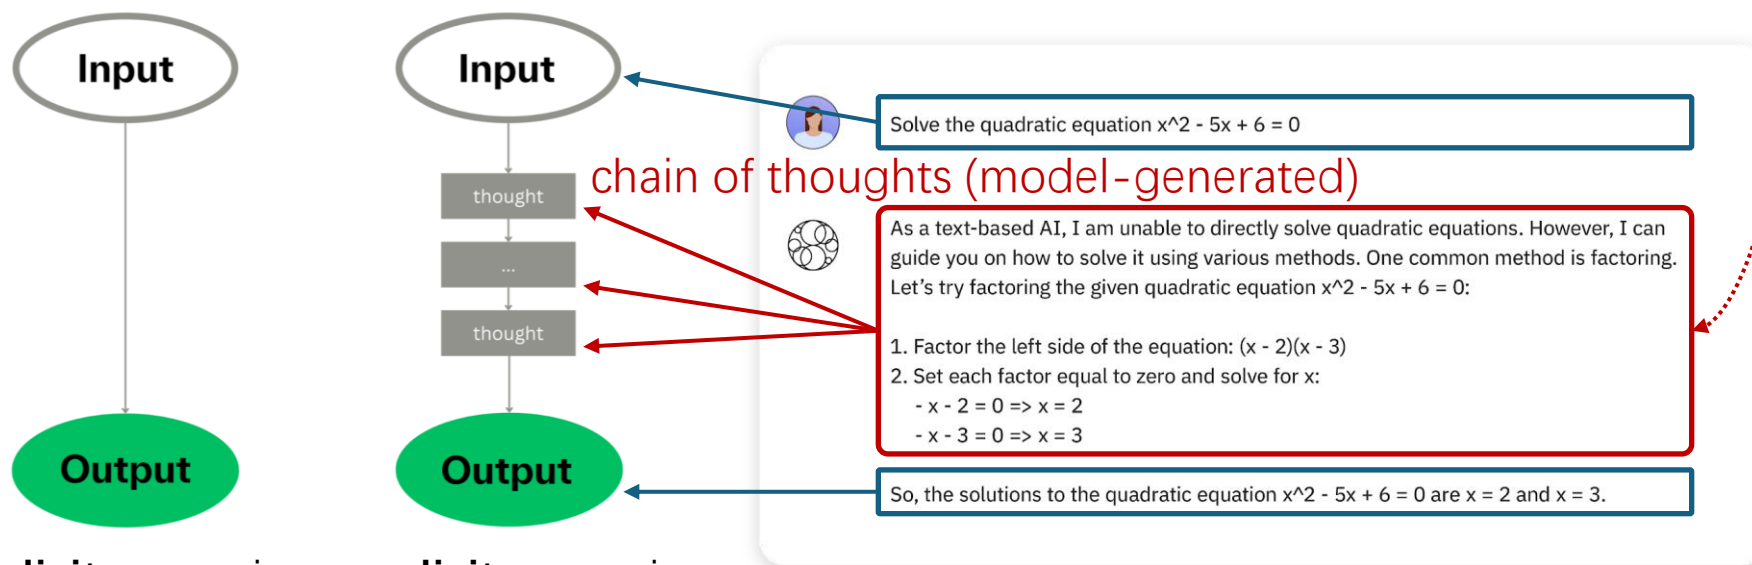 Input
Output
Input
thought
...
thought
Output
chain of thoughts (model-generated)
Solve the quadratic equation x^2 - 5x + 6 = 0
As a text-based AI, I am unable to directly solve quadratic equations. However, I can
guide you on how to solve it using various methods. One common method is factoring.
Let’s try factoring the given quadratic equation x^2 - 5x + 6 = 0:
1. Factor the left side of the equation: (x - 2)(x - 3)
2. Set each factor equal to zero and solve for x:
- x - 2 = 0 => x = 2
- x - 3 = 0 => x = 3
So, the solutions to the quadratic equation x^2 - 5x + 6 = 0 are x = 2 and x = 3.